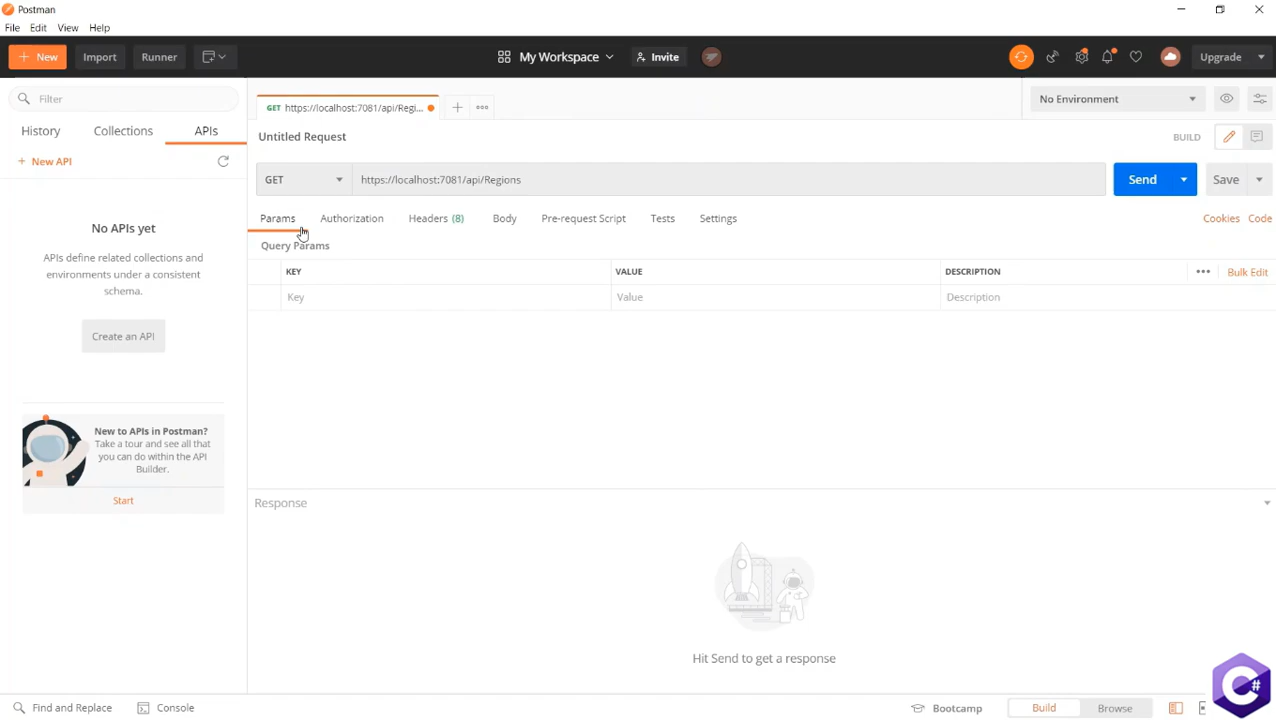 Postman
File Edit View Help
+ New Import Runner My Workspace Invite Upgrade
Filter
History Collections APIs
+ New API
No APIs yet
APIs define related collections and
environments under a consistent
schema.
Create an API
New to APIs in Postman?
Take a tour and see all that
you can do within the API
Builder.
Start
GET https://localhost:7081/api/Regi...
No Environment
Untitled Request
BUILD
GET https://localhost:7081/api/Regions Send Save
Params Authorization Headers (8) Body Pre-request Script Tests Settings Cookies Code
Query Params
KEY VALUE DESCRIPTION Bulk Edit
Key Value Description
Response
Hit Send to get a response
Find and Replace Console Bootcamp Build Browse
C#